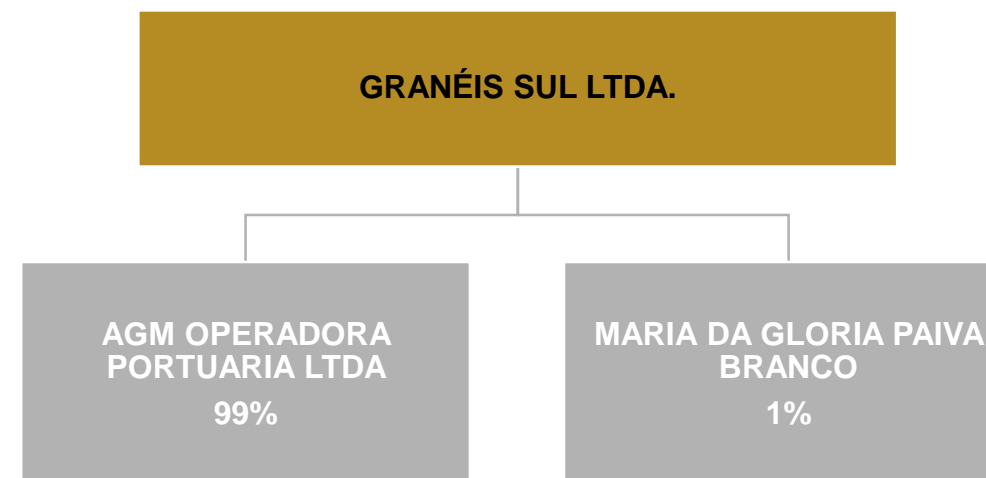 GRANÉIS SUL LTDA.
AGM OPERADORA
PORTUARIA LTDA
99%
MARIA DA GLORIA PAIVA
BRANCO
1%